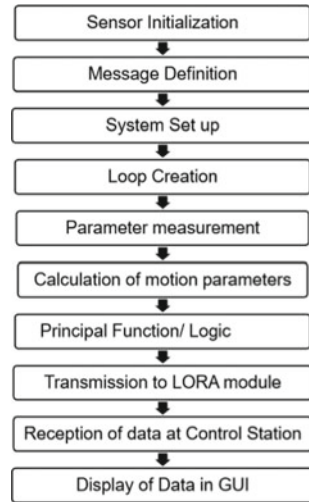 Sensor Initialization
Message Definition
System Set up
Loop Creation
Parameter measurement
Calculation of motion parameters
Principal Function/ Logic
Transmission to LORA module
Reception of data at Control Station
Display of Data in GUI